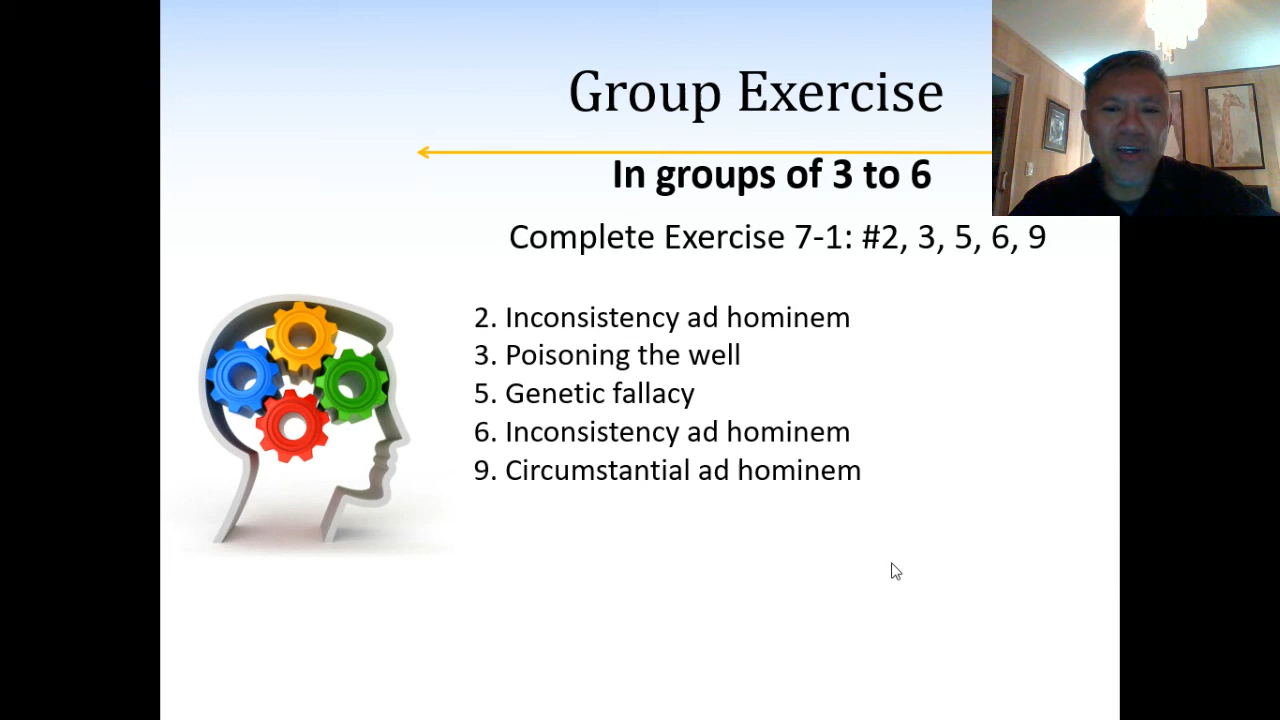 Group Exercise
In groups of 3 to 6
Complete Exercise 7-1: #2, 3, 5, 6, 9
2. Inconsistency ad hominem
3. Poisoning the well
5. Genetic fallacy
6. Inconsistency ad hominem
9. Circumstantial ad hominem